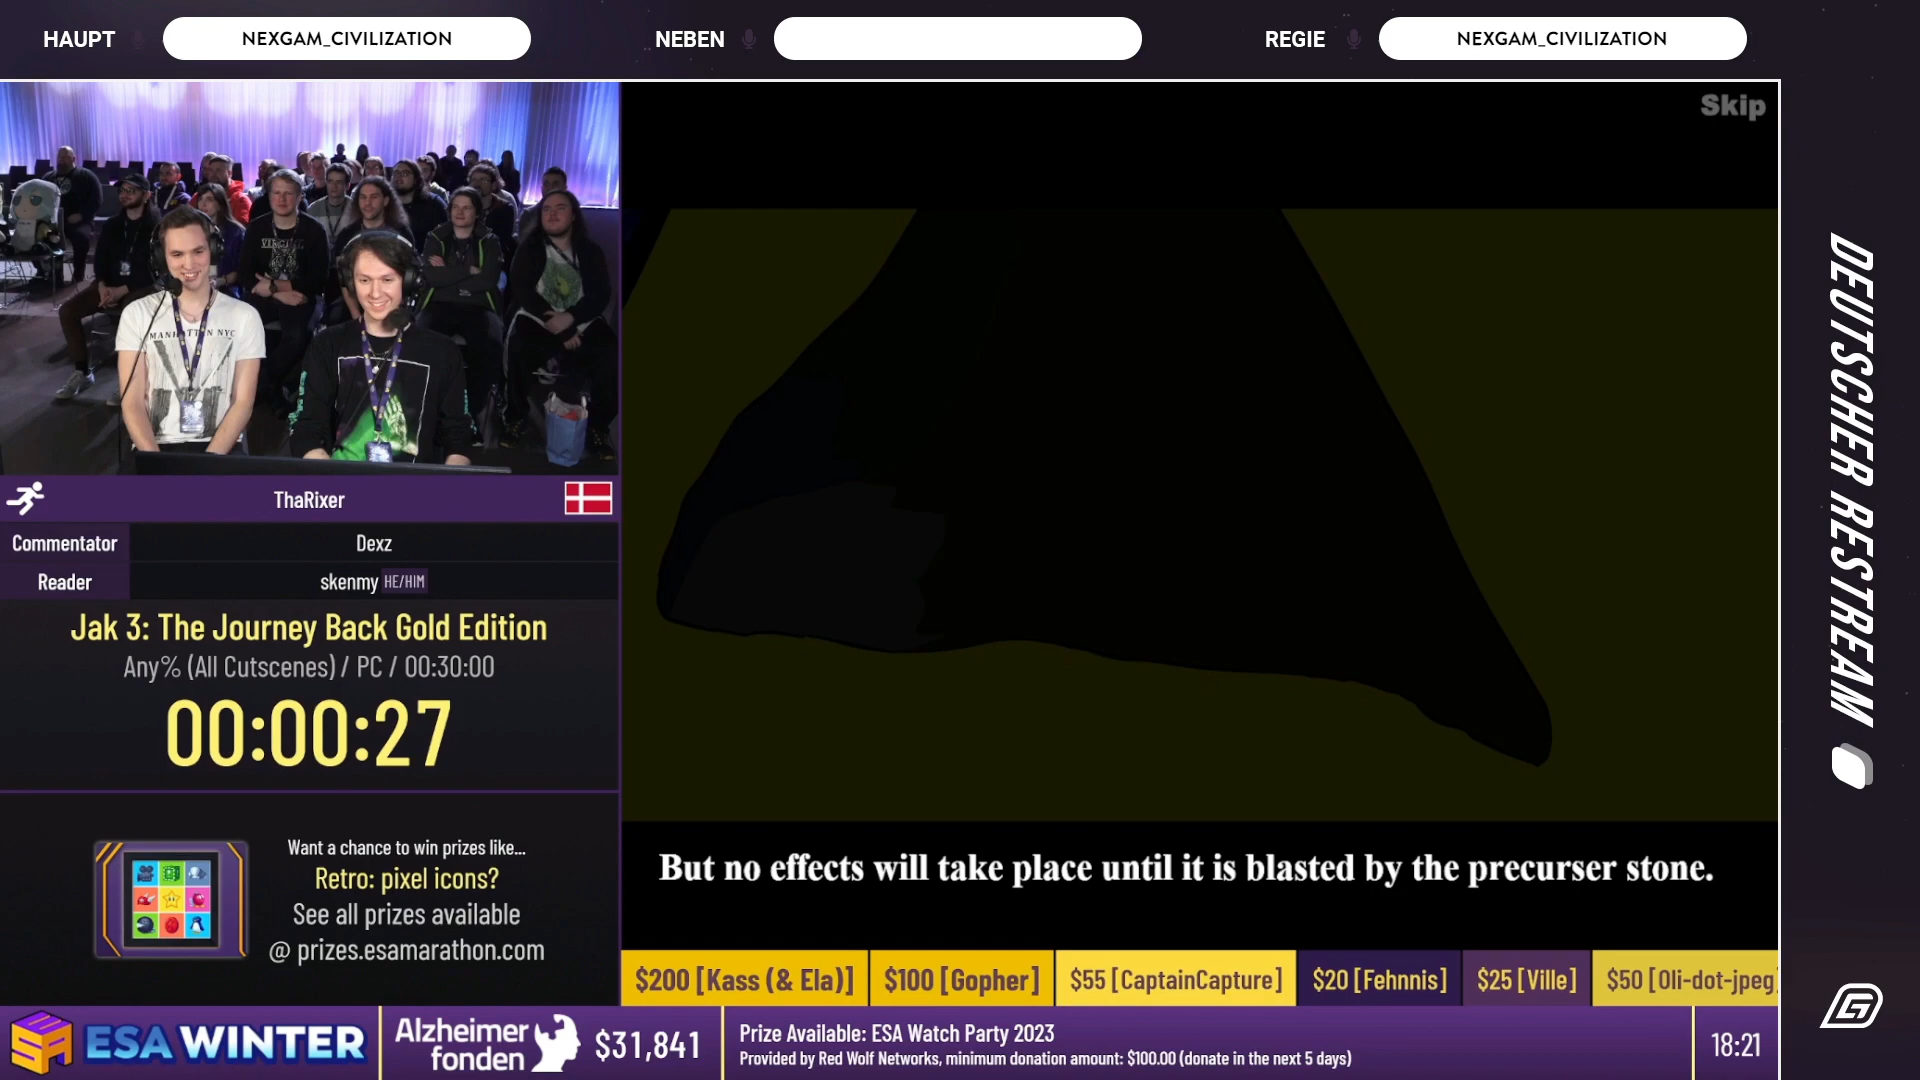 HAUPT
NEXGAM_CIVILIZATION
NEBEN
REGIE
NEXGAM_CIVILIZATION
Skip
MANHATTAN NYC
ThaRixer
Commentator
Dexz
Reader
skenmy HE/HIM
Jak 3: The Journey Back Gold Edition
Any% (All Cutscenes) / PC / 00:30:00
00:00:27
Want a chance to win prizes like...
Retro: pixel icons?
See all prizes available
@ prizes.esamarathon.com
But no effects will take place until it is blasted by the precurser stone.
$200 [Kass (& Ela)]
$100 [Gopher]
$55 [CaptainCapture]
$20 [Fehnnis]
$25 [Ville]
$50 [Oli-dot-jpeg]
ESA WINTER
Alzheimer
fonden
$31,841
Prize Available: ESA Watch Party 2023
Provided by Red Wolf Networks, minimum donation amount: $100.00 (donate in the next 5 days)
18:21
DEUTSCHER RESTREAM